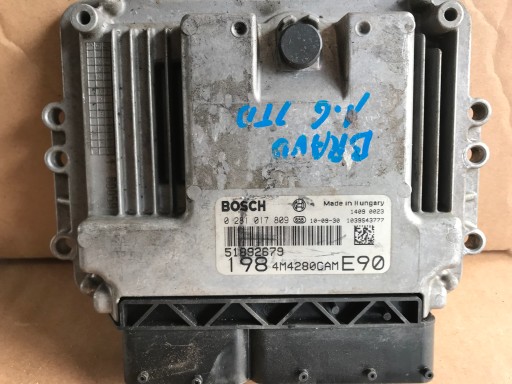 BRAVO
1.6 JTD
BOSCH Made in Hungary
1409 0023
0 281 017 809 10-09-30 1039S43777
51892679
198 4M4280GAM E90